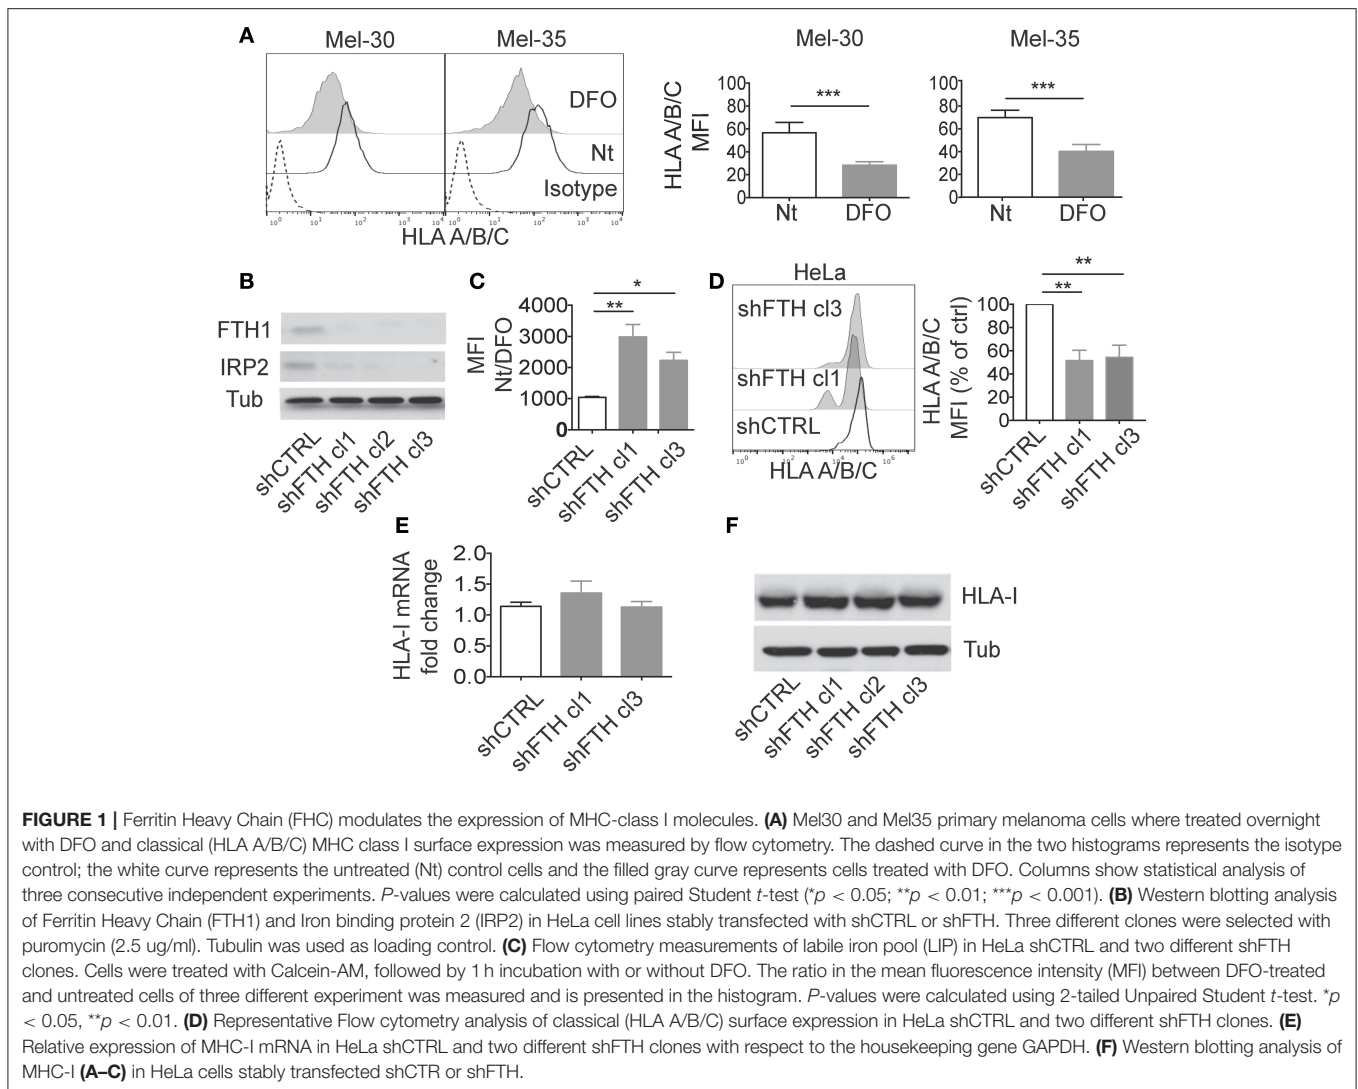 A
Mel-30
Mel-35
DFO
Nt
Isotype
10⁰ 10¹ 10² 10³ 10⁴ 10⁰ 10¹ 10² 10³ 10⁴
HLA A/B/C
Mel-30
Mel-35
HLA A/B/C
MFI
100
80
60
40
20
0
***
Nt DFO
100
80
60
40
20
0
***
Nt DFO
B
FTH1
IRP2
Tub
shCTRL
shFTH cl1
shFTH cl2
shFTH cl3
C
MFI
Nt/DFO
4000
3000
2000
1000
0
*
**
shCTRL
shFTH cl1
shFTH cl3
D
HeLa
shFTH cl3
shFTH cl1
shCTRL
10⁰ 10² 10⁴ 10⁶
HLA A/B/C
HLA A/B/C
MFI (% of ctrl)
100
80
60
40
20
0
**
**
shCTRL
shFTH cl1
shFTH cl3
E
HLA-I mRNA
fold change
2.0
1.5
1.0
0.5
0.0
shCTRL
shFTH cl1
shFTH cl3
F
HLA-I
Tub
shCTRL
shFTH cl1
shFTH cl2
shFTH cl3
FIGURE 1 | Ferritin Heavy Chain (FHC) modulates the expression of MHC-class I molecules. (A) Mel30 and Mel35 primary melanoma cells where treated overnight
with DFO and classical (HLA A/B/C) MHC class I surface expression was measured by flow cytometry. The dashed curve in the two histograms represents the isotype
control; the white curve represents the untreated (Nt) control cells and the filled gray curve represents cells treated with DFO. Columns show statistical analysis of
three consecutive independent experiments. P-values were calculated using paired Student t-test (*p < 0.05; **p < 0.01; ***p < 0.001). (B) Western blotting analysis
of Ferritin Heavy Chain (FTH1) and Iron binding protein 2 (IRP2) in HeLa cell lines stably transfected with shCTRL or shFTH. Three different clones were selected with
puromycin (2.5 ug/ml). Tubulin was used as loading control. (C) Flow cytometry measurements of labile iron pool (LIP) in HeLa shCTRL and two different shFTH
clones. Cells were treated with Calcein-AM, followed by 1 h incubation with or without DFO. The ratio in the mean fluorescence intensity (MFI) between DFO-treated
and untreated cells of three different experiment was measured and is presented in the histogram. P-values were calculated using 2-tailed Unpaired Student t-test. *p
< 0.05, **p < 0.01. (D) Representative Flow cytometry analysis of classical (HLA A/B/C) surface expression in HeLa shCTRL and two different shFTH clones. (E)
Relative expression of MHC-I mRNA in HeLa shCTRL and two different shFTH clones with respect to the housekeeping gene GAPDH. (F) Western blotting analysis of
MHC-I (A–C) in HeLa cells stably transfected shCTR or shFTH.